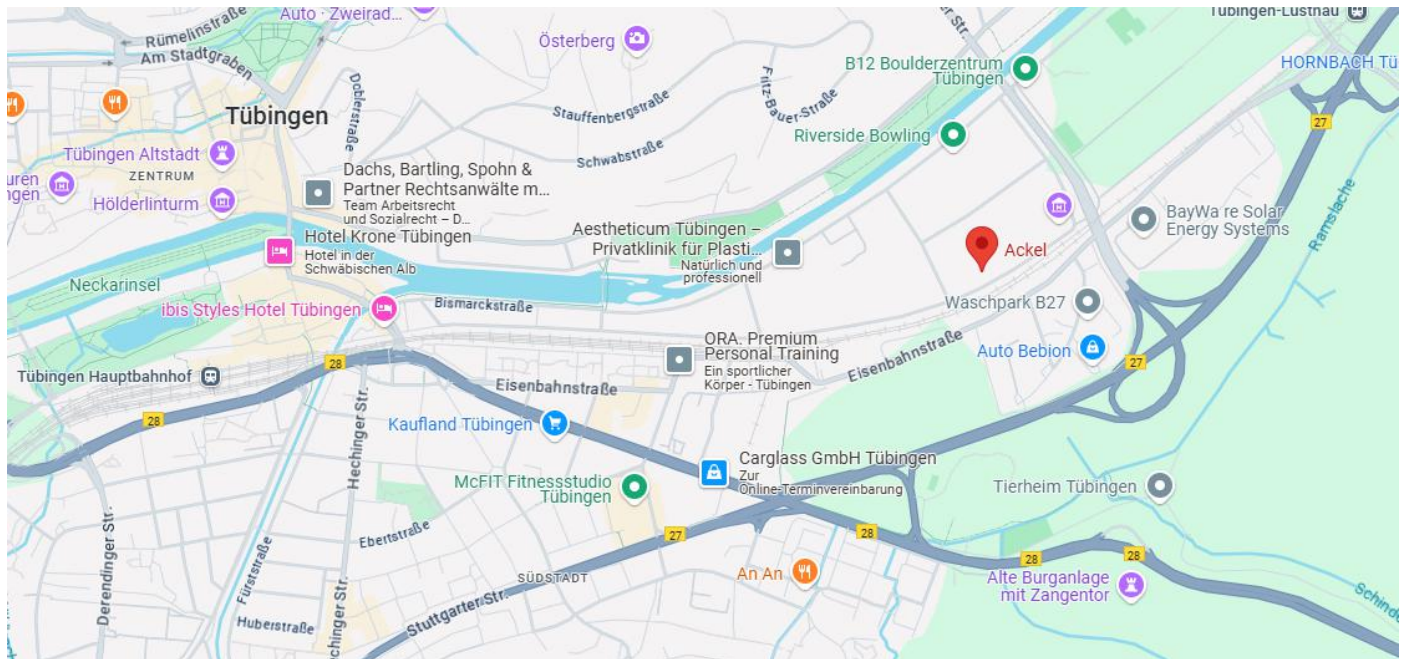 Auto · Zweirad...
Rümelinstraße
Am Stadtgraben
Österberg
Tübingen-Lustnau
B12 Boulderzentrum
Tübingen
HORNBACH Tü
27
Doblerstraße
Stauffenbergstraße
Fritz-Bauer-Straße
Tübingen
Riverside Bowling
Schwabstraße
Tübingen Altstadt
ZENTRUM
Dachs, Bartling, Spohn &
Partner Rechtsanwälte m...
Team Arbeitsrecht
und Sozialrecht – D...
Hölderlinturm
Ramslache
BayWa re Solar
Energy Systems
Aestheticum Tübingen –
Privatklinik für Plasti...
Natürlich und
professionell
Hotel Krone Tübingen
Hotel in der
Schwäbischen Alb
Ackel
Neckarinsel
Bismarckstraße
ibis Styles Hotel Tübingen
Waschpark B27
ORA. Premium
Personal Training
Ein sportlicher
Körper - Tübingen
Eisenbahnstraße
Auto Bebion
27
28
Tübingen Hauptbahnhof
Eisenbahnstraße
28
Hechinger Str.
Kaufland Tübingen
Carglass GmbH Tübingen
Zur
Online-Terminvereinbarung
McFIT Fitnessstudio
Tübingen
Tierheim Tübingen
Derendinger Str.
Fürststraße
Ebertstraße
27
28
28
28
SÜDSTADT
An An
Alte Burganlage
mit Zangentor
Stuttgarter Str.
Huberstraße